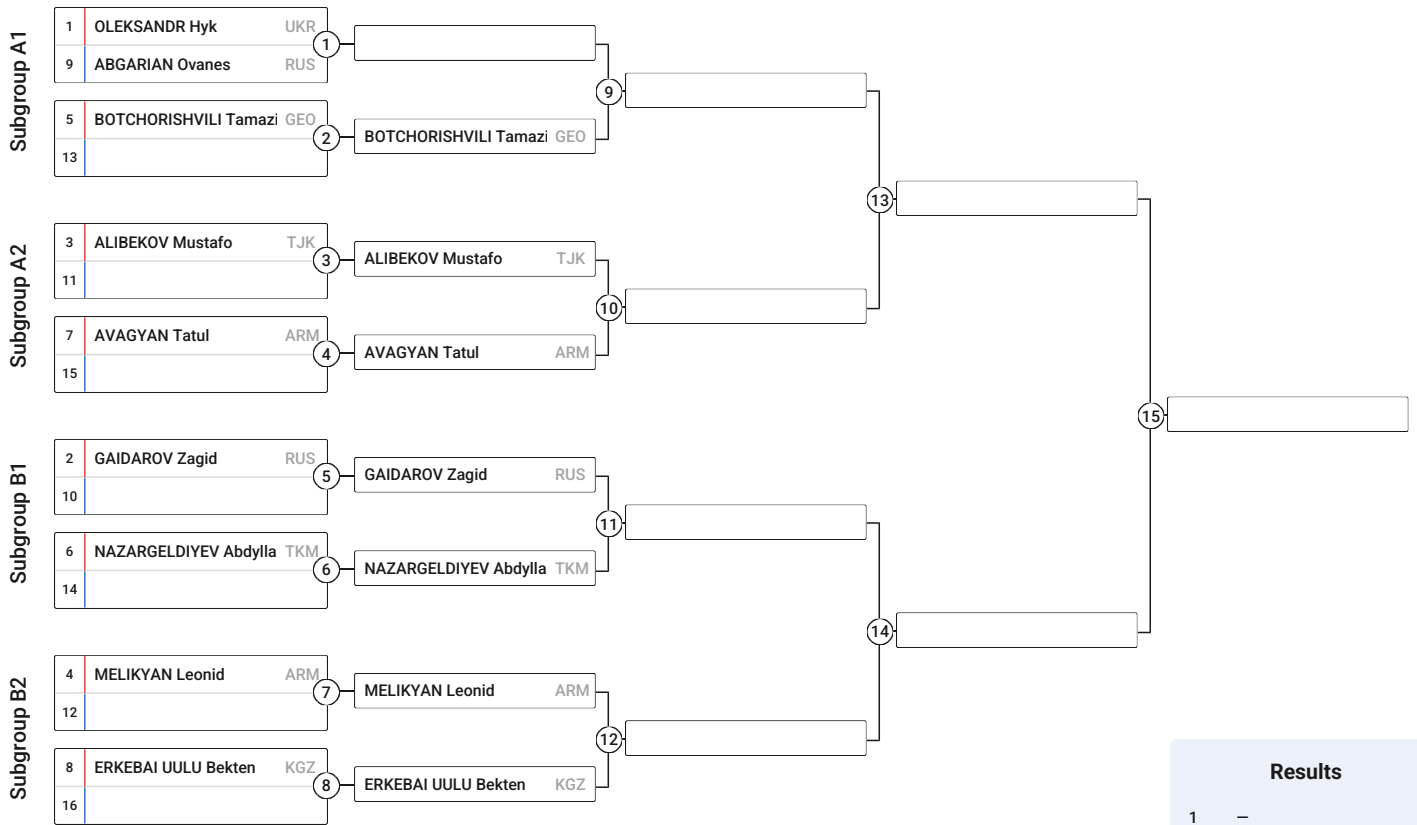 Subgroup A1
1 OLEKSANDR Hyk UKR
9 ABGARIAN Ovanes RUS
1
5 BOTCHORISHVILI Tamazi GEO
13
2
BOTCHORISHVILI Tamazi GEO
9
Subgroup A2
3 ALIBEKOV Mustafo TJK
11
3
ALIBEKOV Mustafo TJK
7 AVAGYAN Tatul ARM
15
4
AVAGYAN Tatul ARM
10
13
Subgroup B1
2 GAIDAROV Zagid RUS
10
5
GAIDAROV Zagid RUS
6 NAZARGELDIYEV Abdylla TKM
14
6
NAZARGELDIYEV Abdylla TKM
11
Subgroup B2
4 MELIKYAN Leonid ARM
12
7
MELIKYAN Leonid ARM
8 ERKEBAI UULU Bekten KGZ
16
8
ERKEBAI UULU Bekten KGZ
12
14
15
Results
1 –